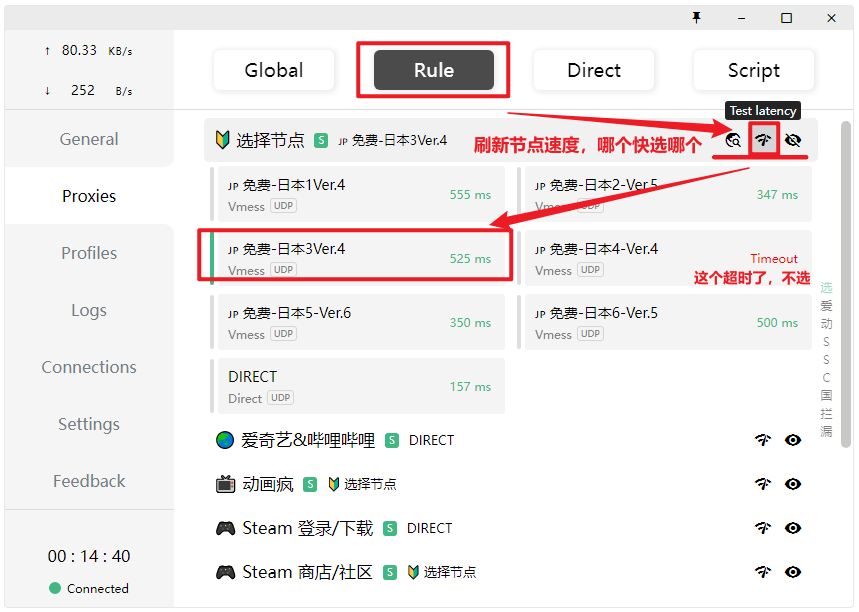 ↑ 80.33 KB/s
↓ 252 B/s
General
Proxies
Profiles
Logs
Connections
Settings
Feedback
00 : 14 : 40
Connected
Global
Rule
Direct
Script
Test latency
选择节点 S JP 免费-日本3Ver.4
刷新节点速度，哪个快选哪个
JP 免费-日本1Ver.4
Vmess UDP
555 ms
JP 免费-日本2-Ver.5
Vmess UDP
347 ms
JP 免费-日本3Ver.4
Vmess UDP
525 ms
JP 免费-日本4-Ver.4
Vmess UDP
Timeout
这个超时了，不选
JP 免费-日本5-Ver.6
Vmess UDP
350 ms
JP 免费-日本6-Ver.5
Vmess UDP
500 ms
DIRECT
Direct UDP
157 ms
爱奇艺&哔哩哔哩 S DIRECT
动画疯 S 选择节点
Steam 登录/下载 S DIRECT
Steam 商店/社区 S 选择节点
选
爱
动
S
S
C
国
拦
漏